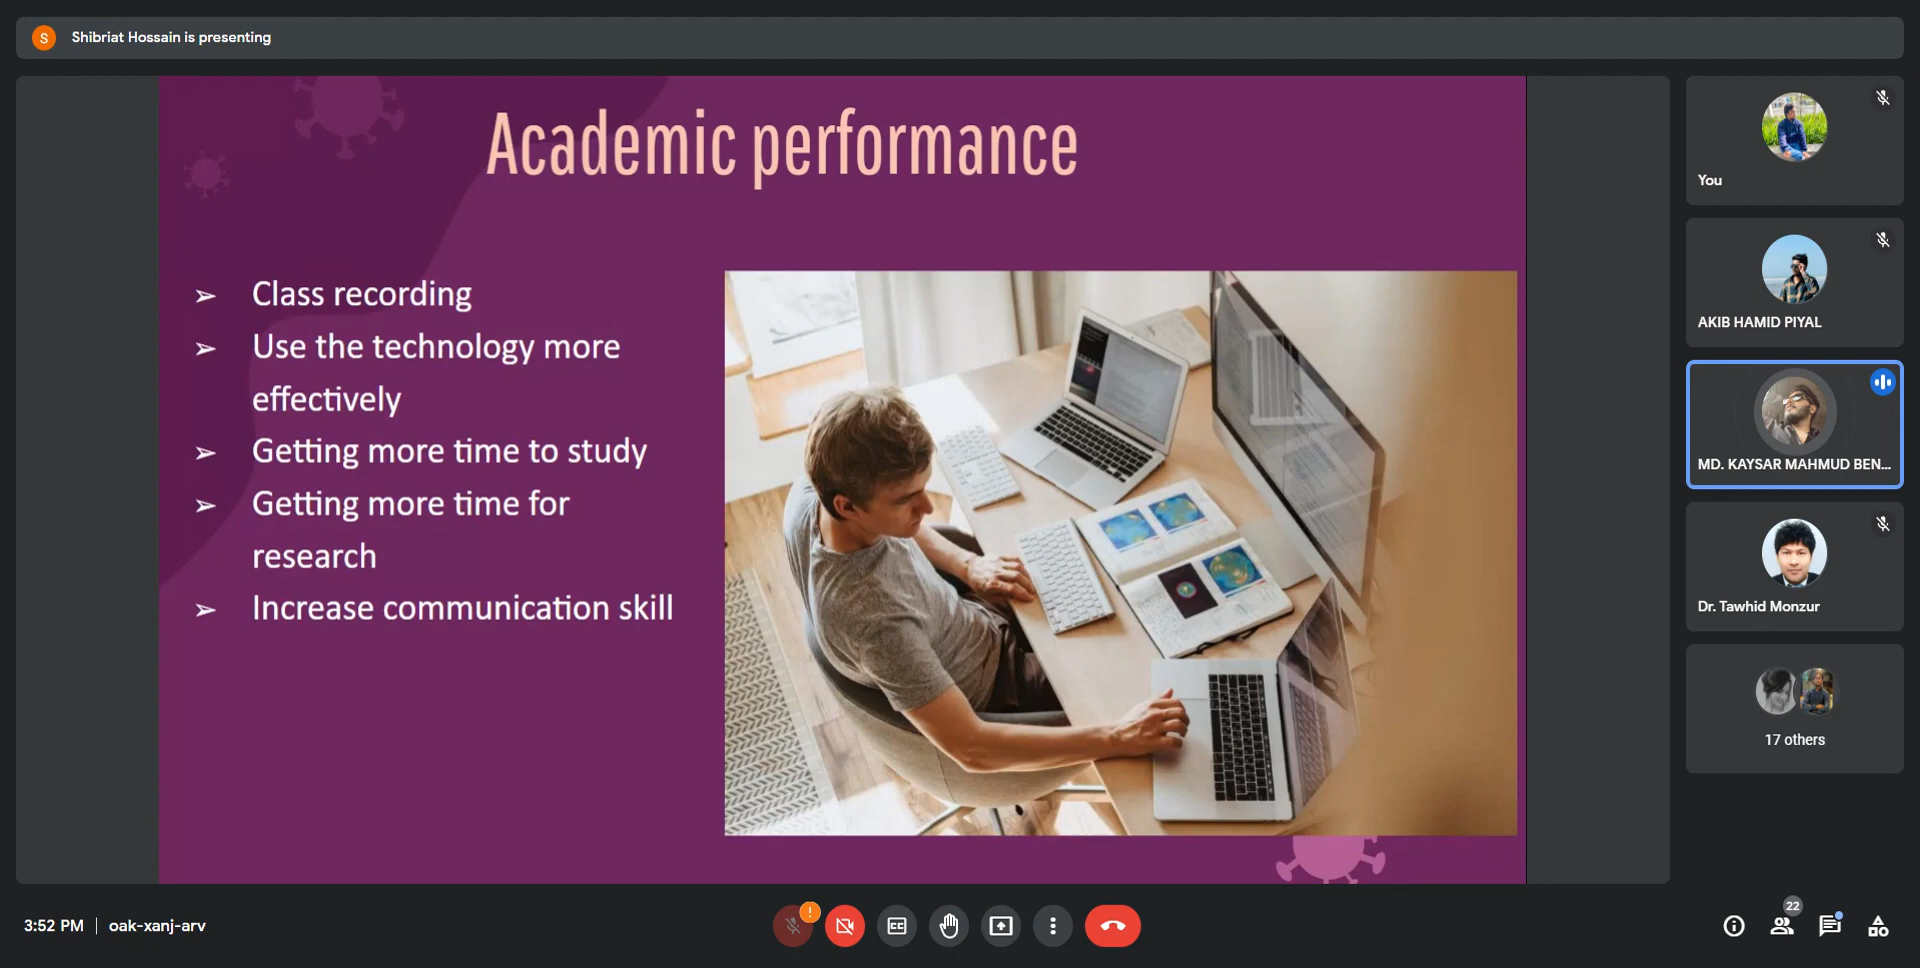 S
Shibriat Hossain is presenting
Academic performance
➢ Class recording
➢ Use the technology more
effectively
➢ Getting more time to study
➢ Getting more time for
research
➢ Increase communication skill
You
AKIB HAMID PIYAL
MD. KAYSAR MAHMUD BEN...
Dr. Tawhid Monzur
17 others
3:52 PM | oak-xanj-arv
!
CC
22